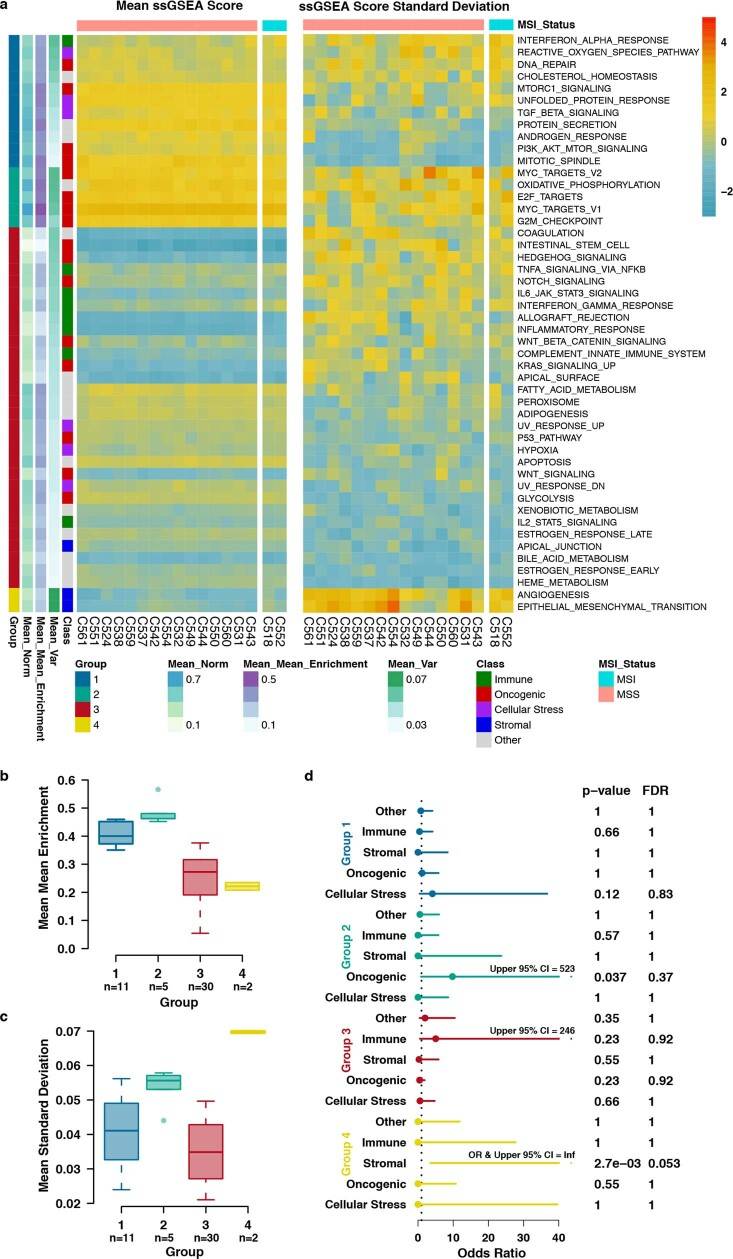 a
Mean ssGSEA Score
ssGSEA Score Standard Deviation
MSI_Status
INTERFERON_ALPHA_RESPONSE
REACTIVE_OXYGEN_SPECIES_PATHWAY
DNA_REPAIR
CHOLESTEROL_HOMEOSTASIS
MTORC1_SIGNALING
UNFOLDED_PROTEIN_RESPONSE
TGF_BETA_SIGNALING
PROTEIN_SECRETION
ANDROGEN_RESPONSE
PI3K_AKT_MTOR_SIGNALING
MITOTIC_SPINDLE
MYC_TARGETS_V2
OXIDATIVE_PHOSPHORYLATION
E2F_TARGETS
MYC_TARGETS_V1
G2M_CHECKPOINT
COAGULATION
INTESTINAL_STEM_CELL
HEDGEHOG_SIGNALING
TNFA_SIGNALING_VIA_NFKB
NOTCH_SIGNALING
IL6_JAK_STAT3_SIGNALING
INTERFERON_GAMMA_RESPONSE
ALLOGRAFT_REJECTION
INFLAMMATORY_RESPONSE
WNT_BETA_CATENIN_SIGNALING
COMPLEMENT_INNATE_IMMUNE_SYSTEM
KRAS_SIGNALING_UP
APICAL_SURFACE
FATTY_ACID_METABOLISM
PEROXISOME
ADIPOGENESIS
UV_RESPONSE_UP
P53_PATHWAY
HYPOXIA
APOPTOSIS
WNT_SIGNALING
UV_RESPONSE_DN
GLYCOLYSIS
XENOBIOTIC_METABOLISM
IL2_STAT5_SIGNALING
ESTROGEN_RESPONSE_LATE
APICAL_JUNCTION
BILE_ACID_METABOLISM
ESTROGEN_RESPONSE_EARLY
HEME_METABOLISM
ANGIOGENESIS
EPITHELIAL_MESENCHYMAL_TRANSITION
4
2
0
−2
Group
Mean_Norm
Mean_Mean_Enrichment
Mean_Var
Class
C561
C551
C524
C538
C559
C537
C542
C554
C532
C549
C544
C550
C560
C531
C543
C518
C552
C561
C551
C524
C538
C559
C537
C542
C554
C532
C549
C544
C550
C560
C531
C543
C518
C552
Group
1
2
3
4
Mean_Norm
0.7
0.1
Mean_Mean_Enrichment
0.5
0.1
Mean_Var
0.07
0.03
Class
Immune
Oncogenic
Cellular Stress
Stromal
Other
MSI_Status
MSI
MSS
b
Mean Mean Enrichment
0.6
0.5
0.4
0.3
0.2
0.1
0.0
1 2 3 4
n=11 n=5 n=30 n=2
Group
c
Mean Standard Deviation
0.07
0.06
0.05
0.04
0.03
0.02
1 2 3 4
n=11 n=5 n=30 n=2
Group
d
p−value FDR
Group 1
Other 1 1
Immune 0.66 1
Stromal 1 1
Oncogenic 1 1
Cellular Stress 0.12 0.83
Group 2
Other 1 1
Immune 0.57 1
Stromal 1 1
Upper 95% CI = 523
Oncogenic 0.037 0.37
Cellular Stress 1 1
Group 3
Other 0.35 1
Upper 95% CI = 246
Immune 0.23 0.92
Stromal 0.55 1
Oncogenic 0.23 0.92
Cellular Stress 0.66 1
Group 4
Other 1 1
Immune 1 1
OR & Upper 95% CI = Inf
Stromal 2.7e−03 0.053
Oncogenic 0.55 1
Cellular Stress 1 1
0 10 20 30 40
Odds Ratio